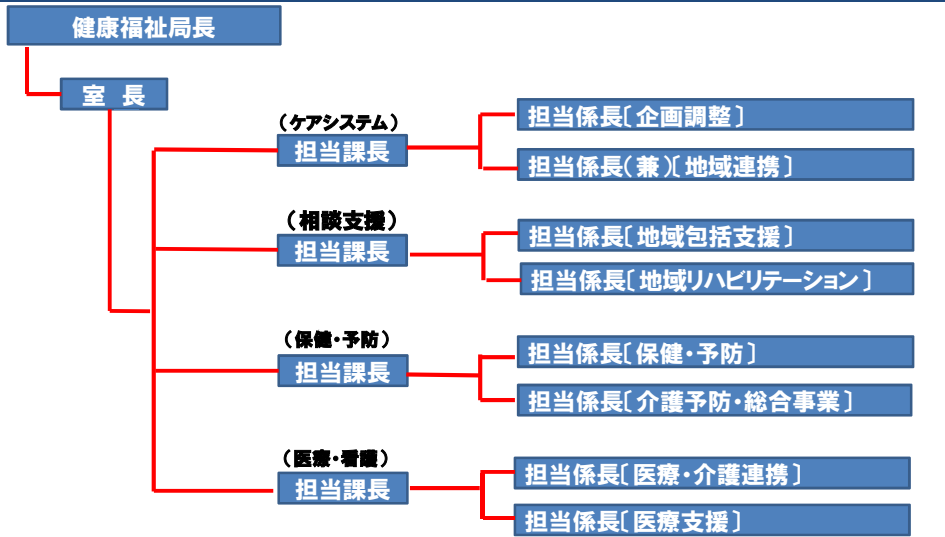 健康福祉局長
室 長
（ケアシステム）
担当課長
担当係長〔企画調整〕
担当係長（兼）〔地域連携〕
（相談支援）
担当課長
担当係長〔地域包括支援〕
担当係長〔地域リハビリテーション〕
（保健・予防）
担当課長
担当係長〔保健・予防〕
担当係長〔介護予防・総合事業〕
（医療・看護）
担当課長
担当係長〔医療・介護連携〕
担当係長〔医療支援〕